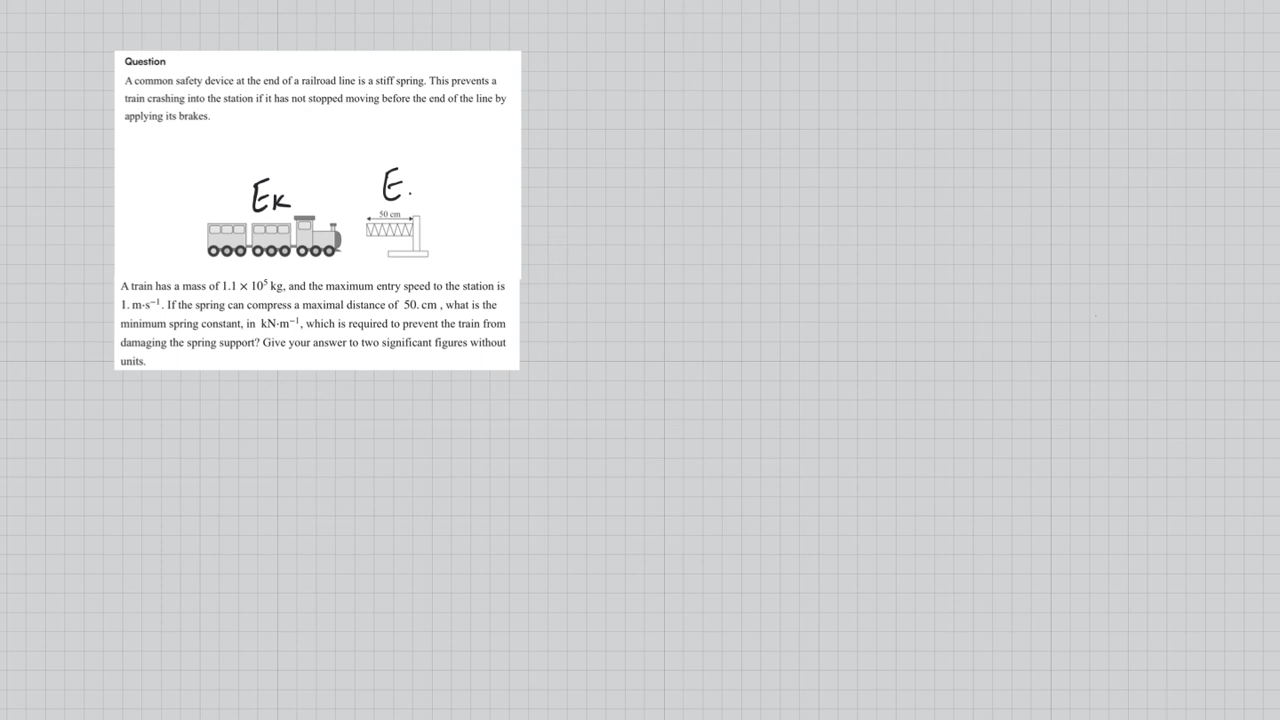 Question
A common safety device at the end of a railroad line is a stiff spring. This prevents a
train crashing into the station if it has not stopped moving before the end of the line by
applying its brakes.
EK
E.
50 cm
A train has a mass of 1.1 × 10⁵ kg, and the maximum entry speed to the station is
1. m·s⁻¹. If the spring can compress a maximal distance of 50. cm , what is the
minimum spring constant, in kN·m⁻¹, which is required to prevent the train from
damaging the spring support? Give your answer to two significant figures without
units.